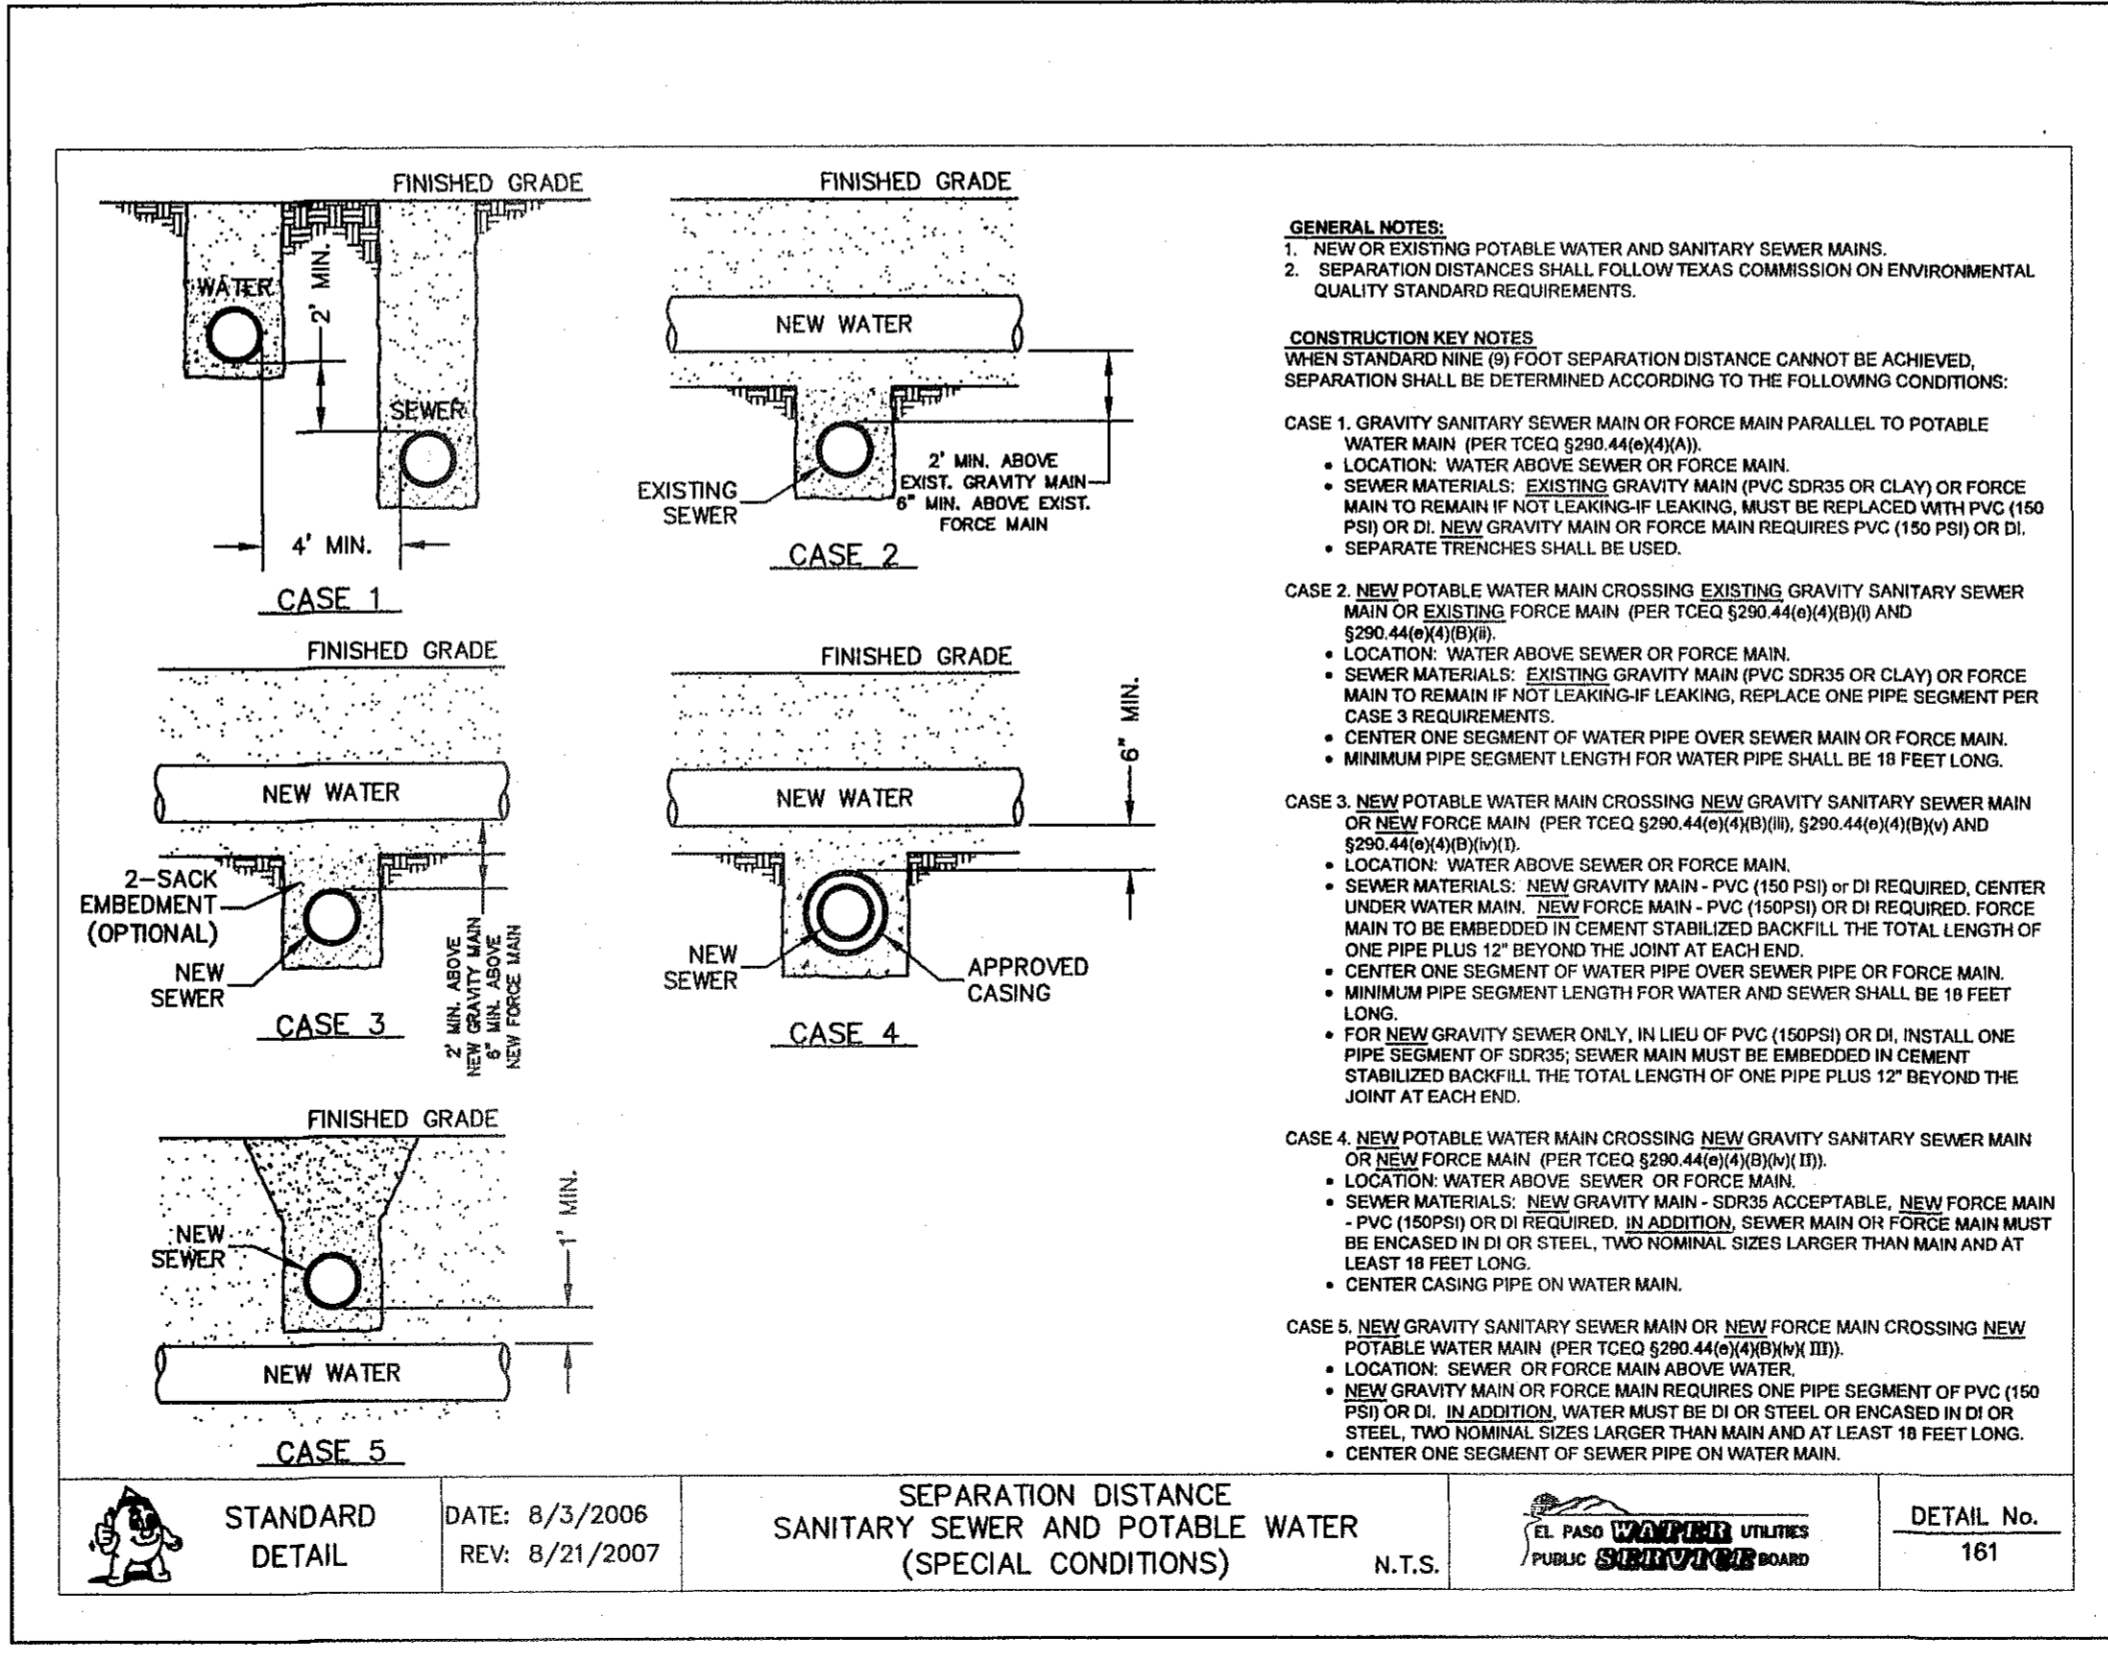 FINISHED GRADE
WATER
2' MIN.
SEWER
4' MIN.
CASE 1
FINISHED GRADE
NEW WATER
EXISTING
SEWER
2' MIN. ABOVE
EXIST. GRAVITY MAIN
6" MIN. ABOVE EXIST.
FORCE MAIN
CASE 2
FINISHED GRADE
NEW WATER
2-SACK
EMBEDMENT
(OPTIONAL)
NEW
SEWER
2' MIN. ABOVE
NEW GRAVITY MAIN
6" MIN. ABOVE
NEW FORCE MAIN
CASE 3
FINISHED GRADE
6" MIN.
NEW WATER
NEW
SEWER
APPROVED
CASING
CASE 4
FINISHED GRADE
NEW
SEWER
1' MIN.
NEW WATER
CASE 5
GENERAL NOTES:
1. NEW OR EXISTING POTABLE WATER AND SANITARY SEWER MAINS.
2. SEPARATION DISTANCES SHALL FOLLOW TEXAS COMMISSION ON ENVIRONMENTAL
QUALITY STANDARD REQUIREMENTS.
CONSTRUCTION KEY NOTES
WHEN STANDARD NINE (9) FOOT SEPARATION DISTANCE CANNOT BE ACHIEVED,
SEPARATION SHALL BE DETERMINED ACCORDING TO THE FOLLOWING CONDITIONS:
CASE 1. GRAVITY SANITARY SEWER MAIN OR FORCE MAIN PARALLEL TO POTABLE
WATER MAIN (PER TCEQ §290.44(e)(4)(A)).
• LOCATION: WATER ABOVE SEWER OR FORCE MAIN.
• SEWER MATERIALS: EXISTING GRAVITY MAIN (PVC SDR35 OR CLAY) OR FORCE
MAIN TO REMAIN IF NOT LEAKING-IF LEAKING, MUST BE REPLACED WITH PVC (150
PSI) OR DI. NEW GRAVITY MAIN OR FORCE MAIN REQUIRES PVC (150 PSI) OR DI.
• SEPARATE TRENCHES SHALL BE USED.
CASE 2. NEW POTABLE WATER MAIN CROSSING EXISTING GRAVITY SANITARY SEWER
MAIN OR EXISTING FORCE MAIN (PER TCEQ §290.44(e)(4)(B)(i) AND
§290.44(e)(4)(B)(ii).
• LOCATION: WATER ABOVE SEWER OR FORCE MAIN.
• SEWER MATERIALS: EXISTING GRAVITY MAIN (PVC SDR35 OR CLAY) OR FORCE
MAIN TO REMAIN IF NOT LEAKING-IF LEAKING, REPLACE ONE PIPE SEGMENT PER
CASE 3 REQUIREMENTS.
• CENTER ONE SEGMENT OF WATER PIPE OVER SEWER MAIN OR FORCE MAIN.
• MINIMUM PIPE SEGMENT LENGTH FOR WATER PIPE SHALL BE 18 FEET LONG.
CASE 3. NEW POTABLE WATER MAIN CROSSING NEW GRAVITY SANITARY SEWER MAIN
OR NEW FORCE MAIN (PER TCEQ §290.44(e)(4)(B)(iii), §290.44(e)(4)(B)(v) AND
§290.44(e)(4)(B)(iv)(I).
• LOCATION: WATER ABOVE SEWER OR FORCE MAIN.
• SEWER MATERIALS: NEW GRAVITY MAIN - PVC (150 PSI) or DI REQUIRED, CENTER
UNDER WATER MAIN. NEW FORCE MAIN - PVC (150PSI) OR DI REQUIRED. FORCE
MAIN TO BE EMBEDDED IN CEMENT STABILIZED BACKFILL THE TOTAL LENGTH OF
ONE PIPE PLUS 12" BEYOND THE JOINT AT EACH END.
• CENTER ONE SEGMENT OF WATER PIPE OVER SEWER PIPE OR FORCE MAIN.
• MINIMUM PIPE SEGMENT LENGTH FOR WATER AND SEWER SHALL BE 18 FEET
LONG.
• FOR NEW GRAVITY SEWER ONLY, IN LIEU OF PVC (150PSI) OR DI, INSTALL ONE
PIPE SEGMENT OF SDR35; SEWER MAIN MUST BE EMBEDDED IN CEMENT
STABILIZED BACKFILL THE TOTAL LENGTH OF ONE PIPE PLUS 12" BEYOND THE
JOINT AT EACH END.
CASE 4. NEW POTABLE WATER MAIN CROSSING NEW GRAVITY SANITARY SEWER MAIN
OR NEW FORCE MAIN (PER TCEQ §290.44(e)(4)(B)(iv)( II)).
• LOCATION: WATER ABOVE SEWER OR FORCE MAIN.
• SEWER MATERIALS: NEW GRAVITY MAIN - SDR35 ACCEPTABLE, NEW FORCE MAIN
- PVC (150PSI) OR DI REQUIRED. IN ADDITION, SEWER MAIN OR FORCE MAIN MUST
BE ENCASED IN DI OR STEEL, TWO NOMINAL SIZES LARGER THAN MAIN AND AT
LEAST 18 FEET LONG.
• CENTER CASING PIPE ON WATER MAIN.
CASE 5. NEW GRAVITY SANITARY SEWER MAIN OR NEW FORCE MAIN CROSSING NEW
POTABLE WATER MAIN (PER TCEQ §290.44(e)(4)(B)(iv)( III)).
• LOCATION: SEWER OR FORCE MAIN ABOVE WATER.
• NEW GRAVITY MAIN OR FORCE MAIN REQUIRES ONE PIPE SEGMENT OF PVC (150
PSI) OR DI. IN ADDITION, WATER MUST BE DI OR STEEL OR ENCASED IN DI OR
STEEL, TWO NOMINAL SIZES LARGER THAN MAIN AND AT LEAST 18 FEET LONG.
• CENTER ONE SEGMENT OF SEWER PIPE ON WATER MAIN.
STANDARD
DETAIL
DATE: 8/3/2006
REV: 8/21/2007
SEPARATION DISTANCE
SANITARY SEWER AND POTABLE WATER
(SPECIAL CONDITIONS)
N.T.S.
EL PASO WATER UTILITIES
PUBLIC SERVICE BOARD
DETAIL No.
161